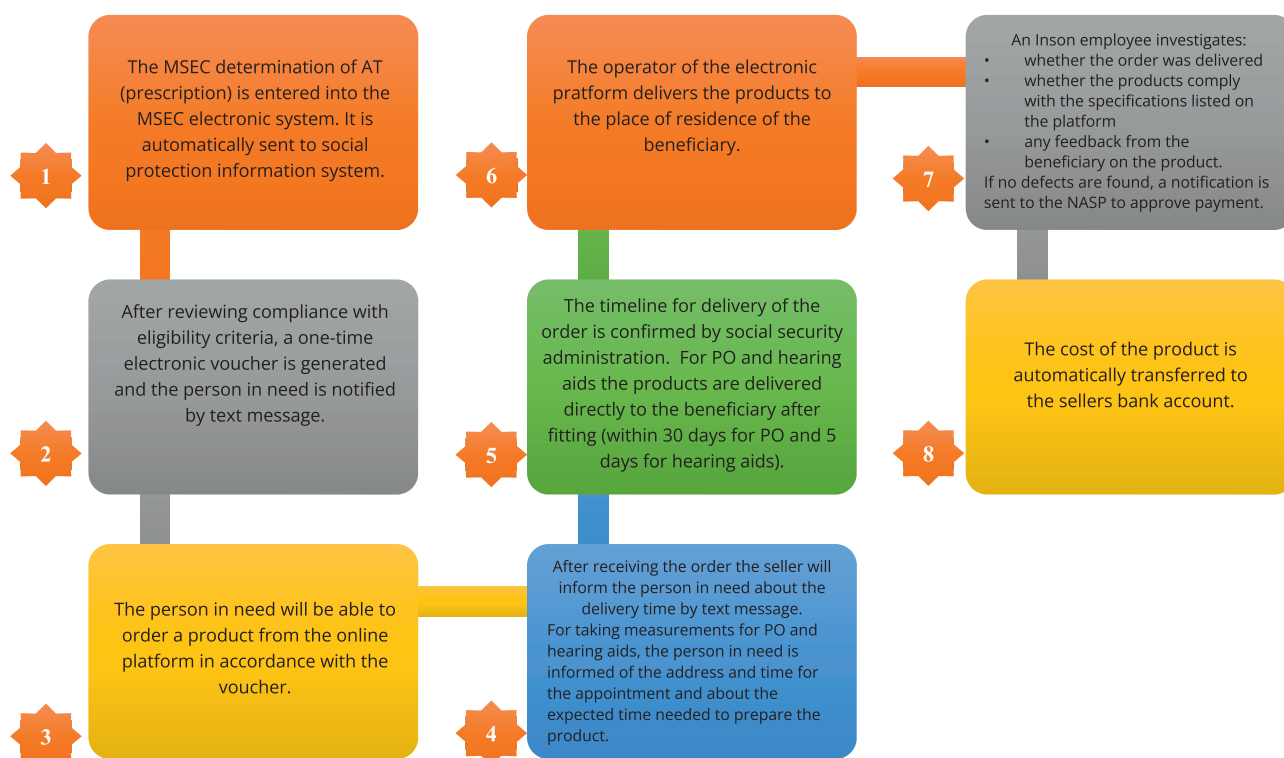 1
The MSEC determination of AT
(prescription) is entered into the
MSEC electronic system. It is
automatically sent to social
protection information system.
2
After reviewing compliance with
eligibility criteria, a one-time
electronic voucher is generated
and the person in need is notified
by text message.
3
The person in need will be able to
order a product from the online
platform in accordance with the
voucher.
4
After receiving the order the seller will
inform the person in need about the
delivery time by text message.
For taking measurements for PO and
hearing aids, the person in need is
informed of the address and time for
the appointment and about the
expected time needed to prepare the
product.
5
The timeline for delivery of the
order is confirmed by social security
administration. For PO and hearing
aids the products are delivered
directly to the beneficiary after
fitting (within 30 days for PO and 5
days for hearing aids).
6
The operator of the electronic
pratform delivers the products to
the place of residence of the
beneficiary.
7
An Inson employee investigates:
• whether the order was delivered
• whether the products comply
with the specifications listed on
the platform
• any feedback from the
beneficiary on the product.
If no defects are found, a notification is
sent to the NASP to approve payment.
8
The cost of the product is
automatically transferred to
the sellers bank account.